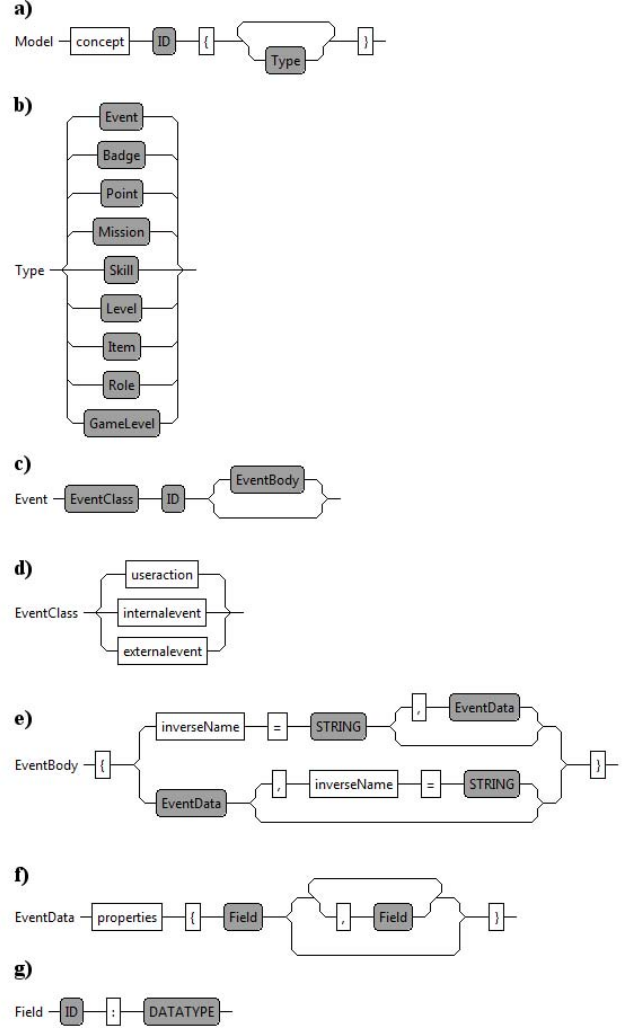 a)
Model concept ID { Type }
b)
Event
Badge
Point
Mission
Type Skill
Level
Item
Role
GameLevel
c)
EventBody
Event EventClass ID
d)
useraction
EventClass internalevent
externalevent
e)
, EventData
inverseName = STRING
EventBody { }
, inverseName = STRING
EventData
f)
EventData properties { Field , Field }
g)
Field ID : DATATYPE